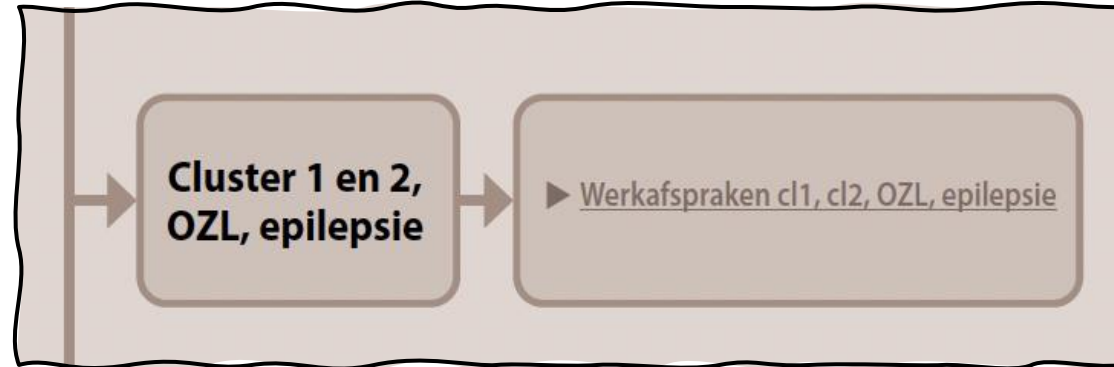 Cluster 1 en 2,
OZL, epilepsie
▶ Werkafspraken cl1, cl2, OZL, epilepsie